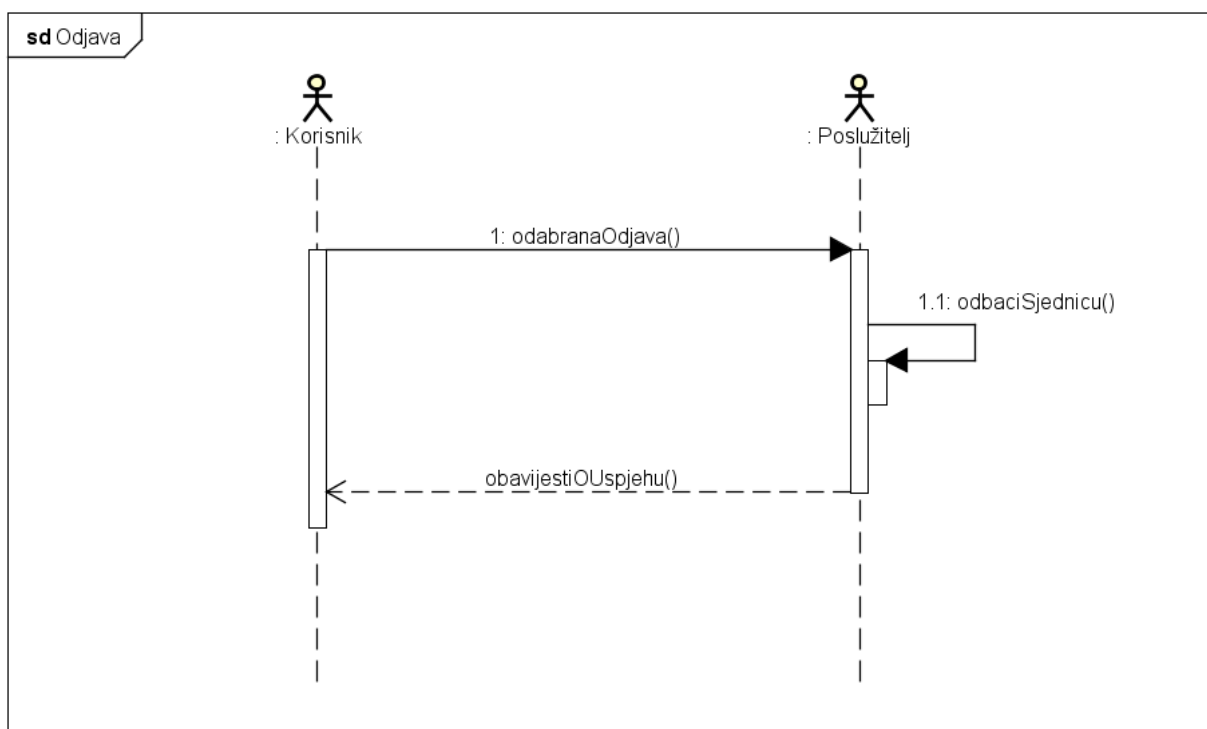 sd Odjava
: Korisnik
: Poslužitelj
1: odabranaOdjava()
1.1: odbaciSjednicu()
obavijestiOUspjehu()